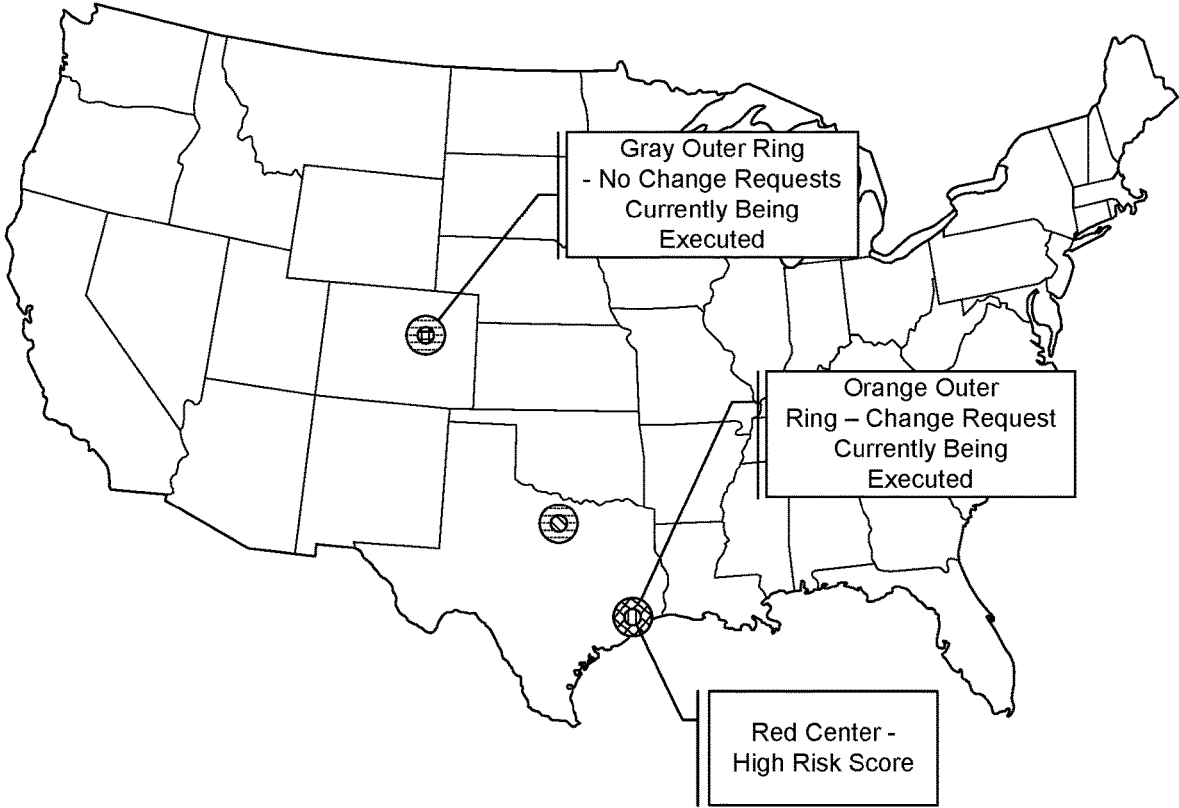 Gray Outer Ring
- No Change Requests
Currently Being
Executed
Orange Outer
Ring – Change Request
Currently Being
Executed
Red Center -
High Risk Score